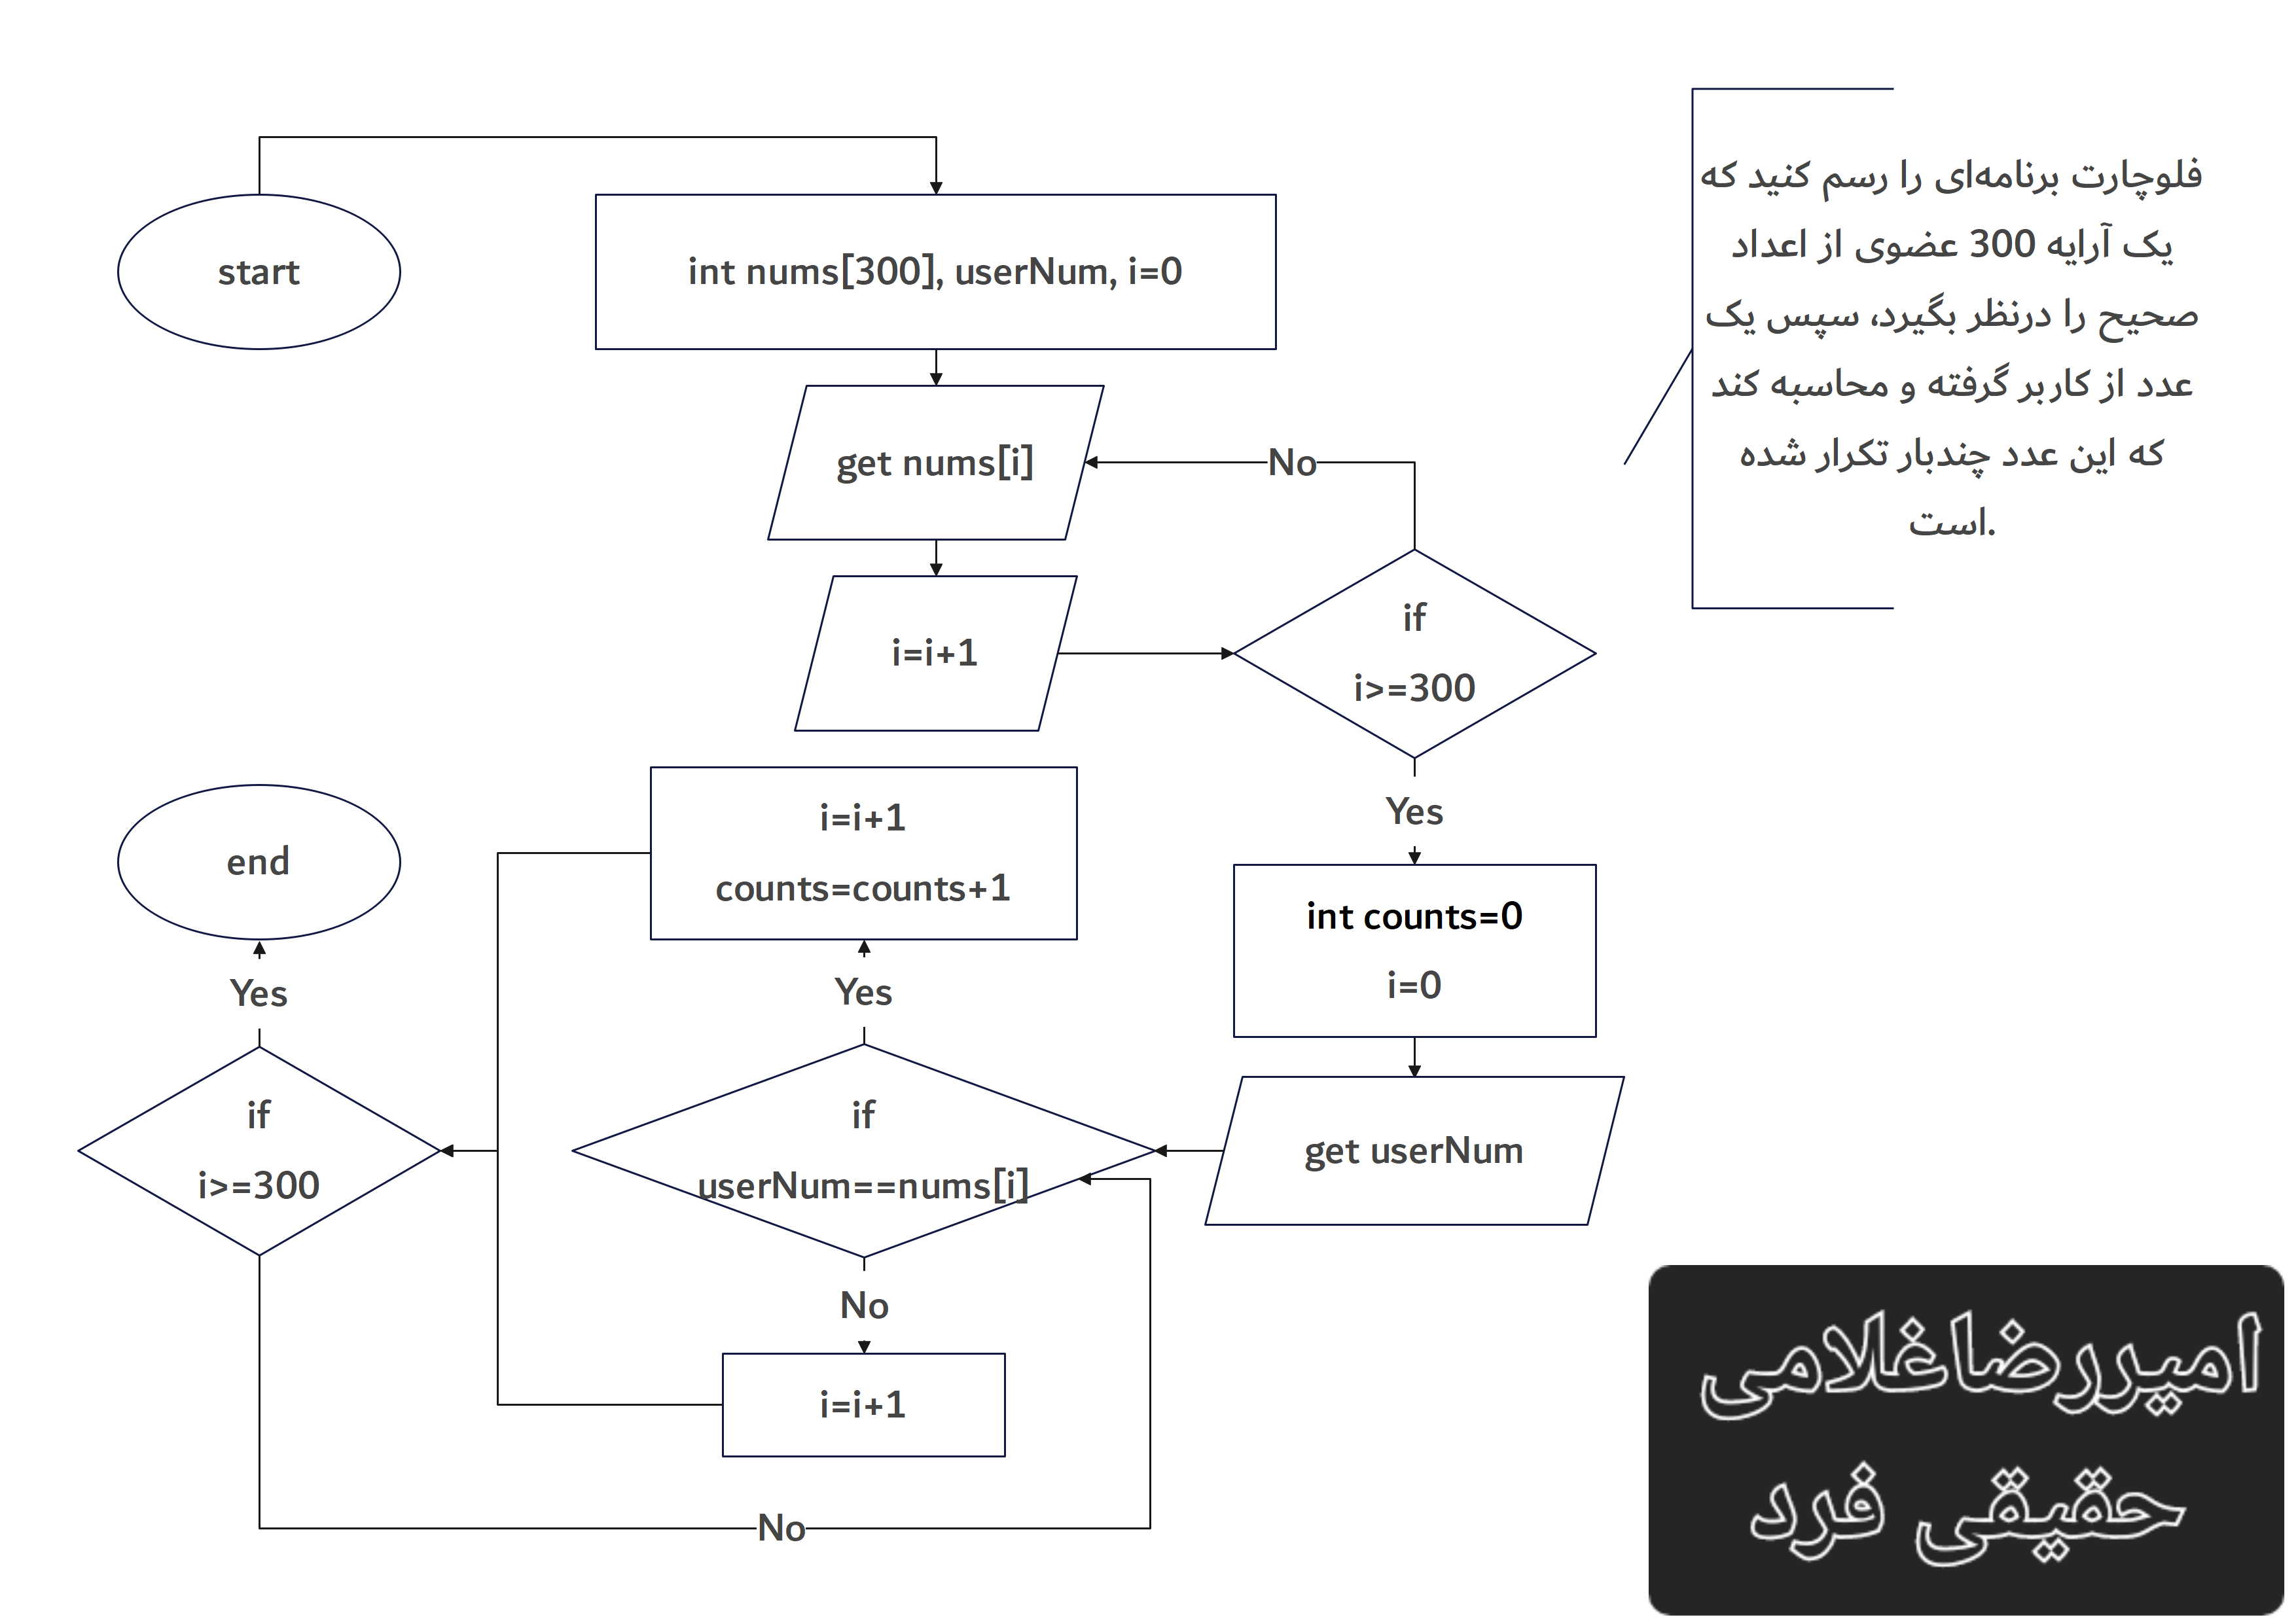 start
int nums[300], userNum, i=0
get nums[i]
No
i=i+1
if
i>=300
Yes
int counts=0
i=0
get userNum
if
userNum==nums[i]
Yes
i=i+1
counts=counts+1
No
i=i+1
if
i>=300
Yes
end
No
فلوچارت برنامه‌ای را رسم کنید که
یک آرایه 300 عضوی از اعداد
صحیح را درنظر بگیرد، سپس یک
عدد از کاربر گرفته و محاسبه کند
که این عدد چندبار تکرار شده
است.
امیررضاغلامی
حقیقی فرد